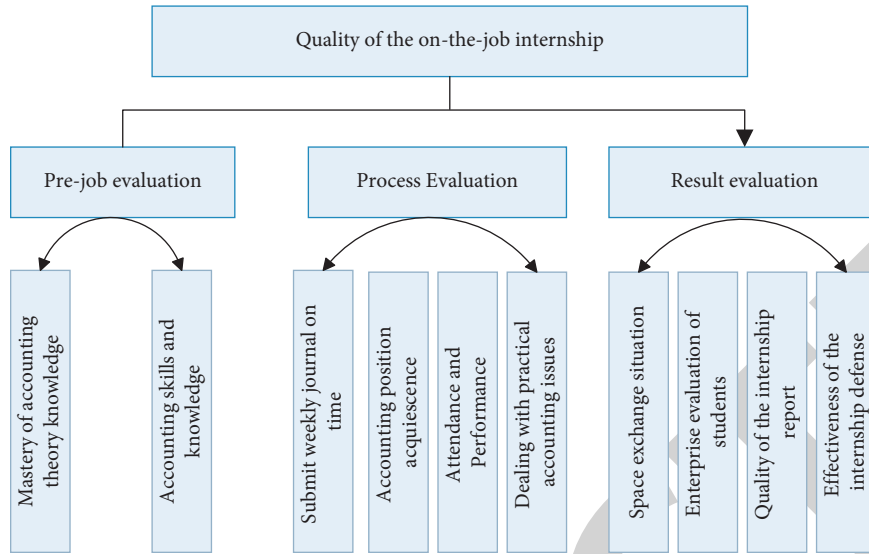 Quality of the on-the-job internship
Pre-job evaluation
Process Evaluation
Result evaluation
Mastery of accounting
theory knowledge
Accounting skills and
knowledge
Submit weekly journal on
time
Accounting position
acquiescence
Attendance and
Performance
Dealing with practical
accounting issues
Space exchange situation
Enterprise evaluation of
students
Quality of the internship
report
Effectiveness of the
internship defense